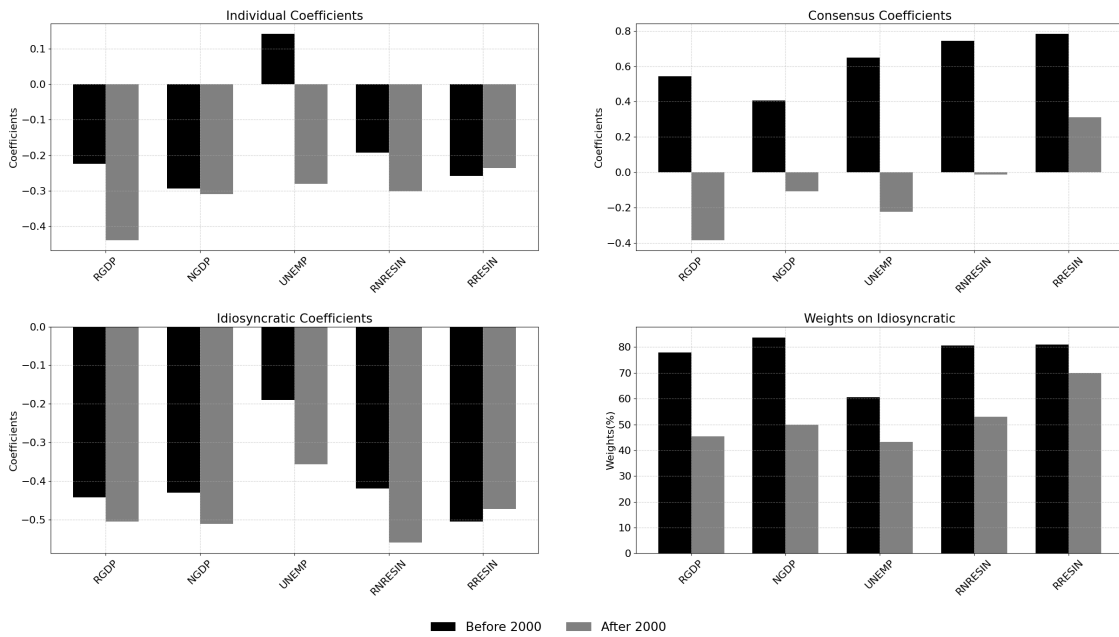 Individual Coefficients
Coefficients
0.1
0.0
−0.1
−0.2
−0.3
−0.4
RGDP
NGDP
UNEMP
RNRESIN
RRESIN
Consensus Coefficients
Coefficients
0.8
0.6
0.4
0.2
0.0
−0.2
−0.4
RGDP
NGDP
UNEMP
RNRESIN
RRESIN
Idiosyncratic Coefficients
Coefficients
0.0
−0.1
−0.2
−0.3
−0.4
−0.5
RGDP
NGDP
UNEMP
RNRESIN
RRESIN
Weights on Idiosyncratic
Weights(%)
80
70
60
50
40
30
20
10
0
RGDP
NGDP
UNEMP
RNRESIN
RRESIN
Before 2000
After 2000